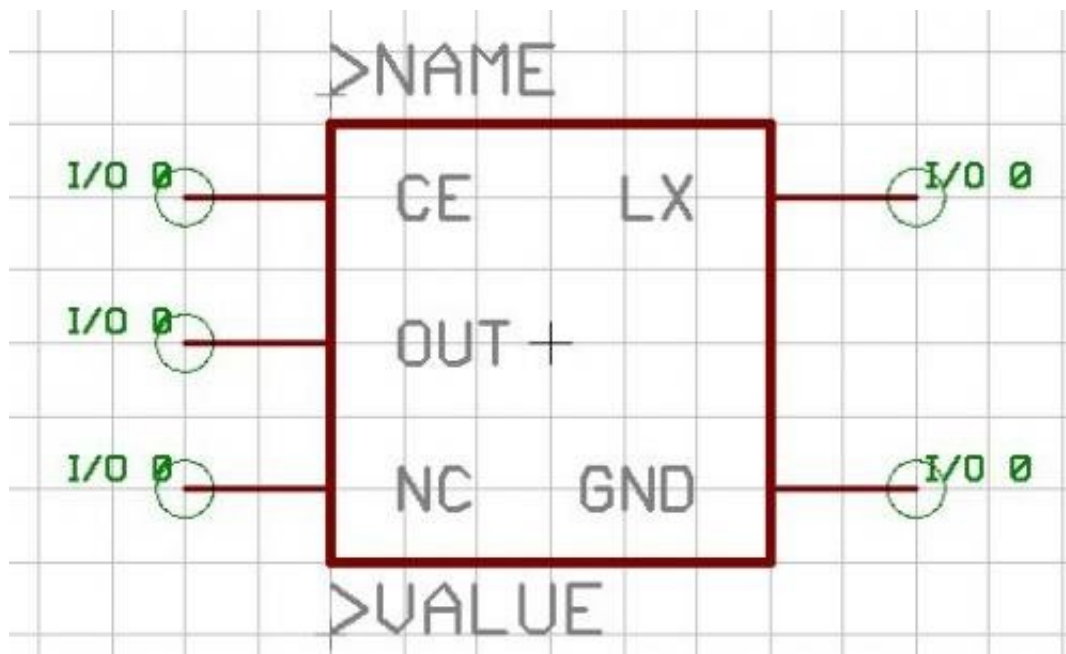 >NAME
I/O 0 CE LX I/O 0
I/O 0 OUT
I/O 0 NC GND I/O 0
>VALUE